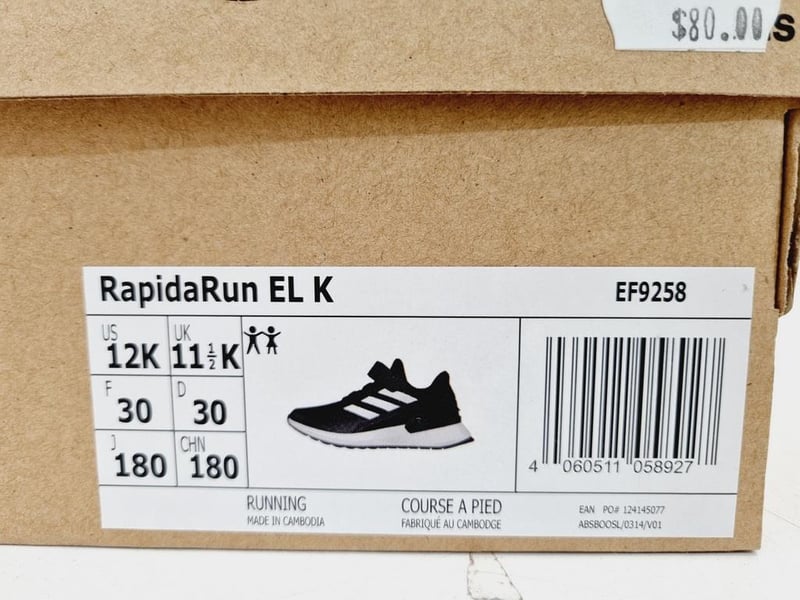 $80.00
RapidaRun EL K
EF9258
US 12K
UK 11½K
F 30
D 30
J 180
CHN 180
4 060511 058927
RUNNING
MADE IN CAMBODIA
COURSE A PIED
FABRIQUÉ AU CAMBODGE
EAN PO# 124145077
ABSBOOSL/0314/V01